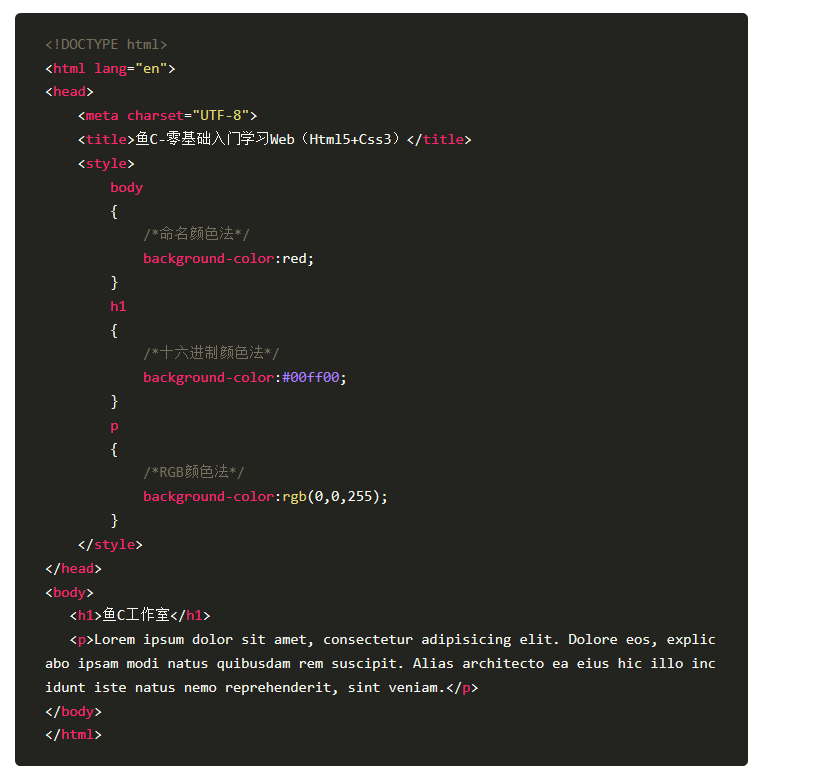 <!DOCTYPE html>
<html lang="en">
<head>
    <meta charset="UTF-8">
    <title>鱼C-零基础入门学习Web（Html5+Css3）</title>
    <style>
        body
        {
            /*命名颜色法*/
            background-color:red;
        }
        h1
        {
            /*十六进制颜色法*/
            background-color:#00ff00;
        }
        p
        {
            /*RGB颜色法*/
            background-color:rgb(0,0,255);
        }
    </style>
</head>
<body>
   <h1>鱼C工作室</h1>
   <p>Lorem ipsum dolor sit amet, consectetur adipisicing elit. Dolore eos, explic
abo ipsam modi natus quibusdam rem suscipit. Alias architecto ea eius hic illo inc
idunt iste natus nemo reprehenderit, sint veniam.</p>
</body>
</html>